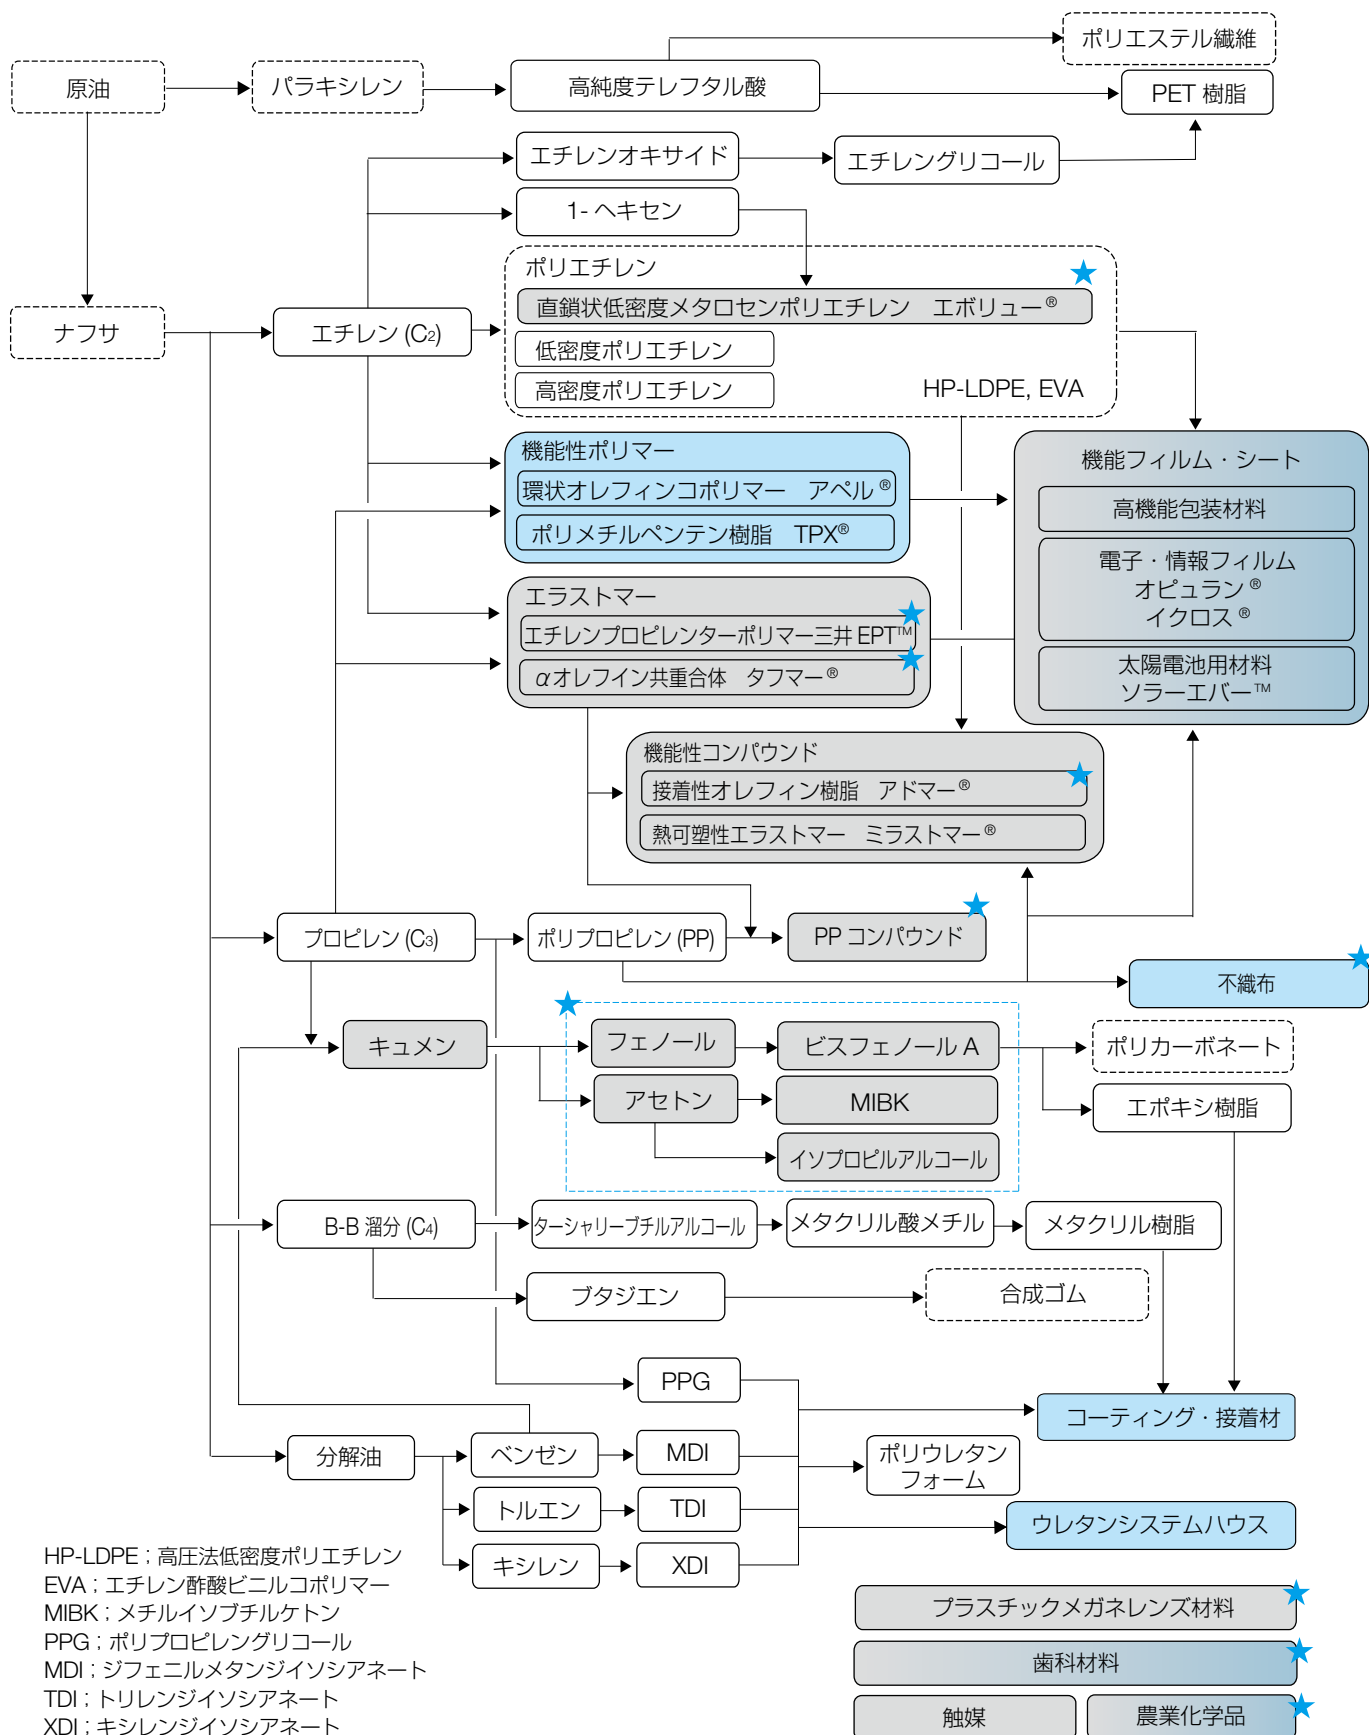 原油
パラキシレン
高純度テレフタル酸
ポリエステル繊維
PET 樹脂
エチレンオキサイド
エチレングリコール
1- ヘキセン
ナフサ
エチレン (C2)
ポリエチレン
直鎖状低密度メタロセンポリエチレン　エボリュー®
低密度ポリエチレン
高密度ポリエチレン
HP-LDPE, EVA
機能性ポリマー
環状オレフィンコポリマー　アペル®
ポリメチルペンテン樹脂　TPX®
機能フィルム・シート
高機能包装材料
電子・情報フィルム
オピュラン®
イクロス®
太陽電池用材料
ソラーエバー™
エラストマー
エチレンプロピレンターポリマー三井 EPT™
αオレフイン共重合体　タフマー®
機能性コンパウンド
接着性オレフィン樹脂　アドマー®
熱可塑性エラストマー　ミラストマー®
プロピレン (C3)
ポリプロピレン (PP)
PP コンパウンド
不織布
キュメン
フェノール
ビスフェノール A
ポリカーボネート
アセトン
MIBK
エポキシ樹脂
イソプロピルアルコール
B-B 溜分 (C4)
ターシャリーブチルアルコール
メタクリル酸メチル
メタクリル樹脂
ブタジエン
合成ゴム
PPG
コーティング・接着材
分解油
ベンゼン
MDI
ポリウレタン
フォーム
トルエン
TDI
ウレタンシステムハウス
キシレン
XDI
HP-LDPE ; 高圧法低密度ポリエチレン
EVA ; エチレン酢酸ビニルコポリマー
MIBK ; メチルイソブチルケトン
PPG ; ポリプロピレングリコール
MDI ; ジフェニルメタンジイソシアネート
TDI ; トリレンジイソシアネート
XDI ; キシレンジイソシアネート
プラスチックメガネレンズ材料
歯科材料
触媒
農業化学品